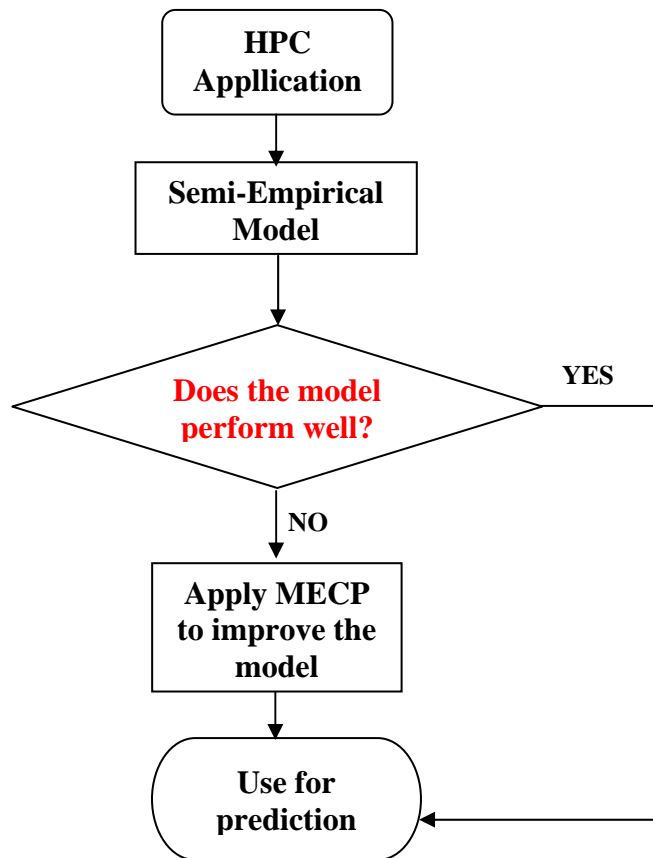 HPC
Appllication
Semi-Empirical
Model
Does the model
perform well?
YES
NO
Apply MECP
to improve the
model
Use for
prediction